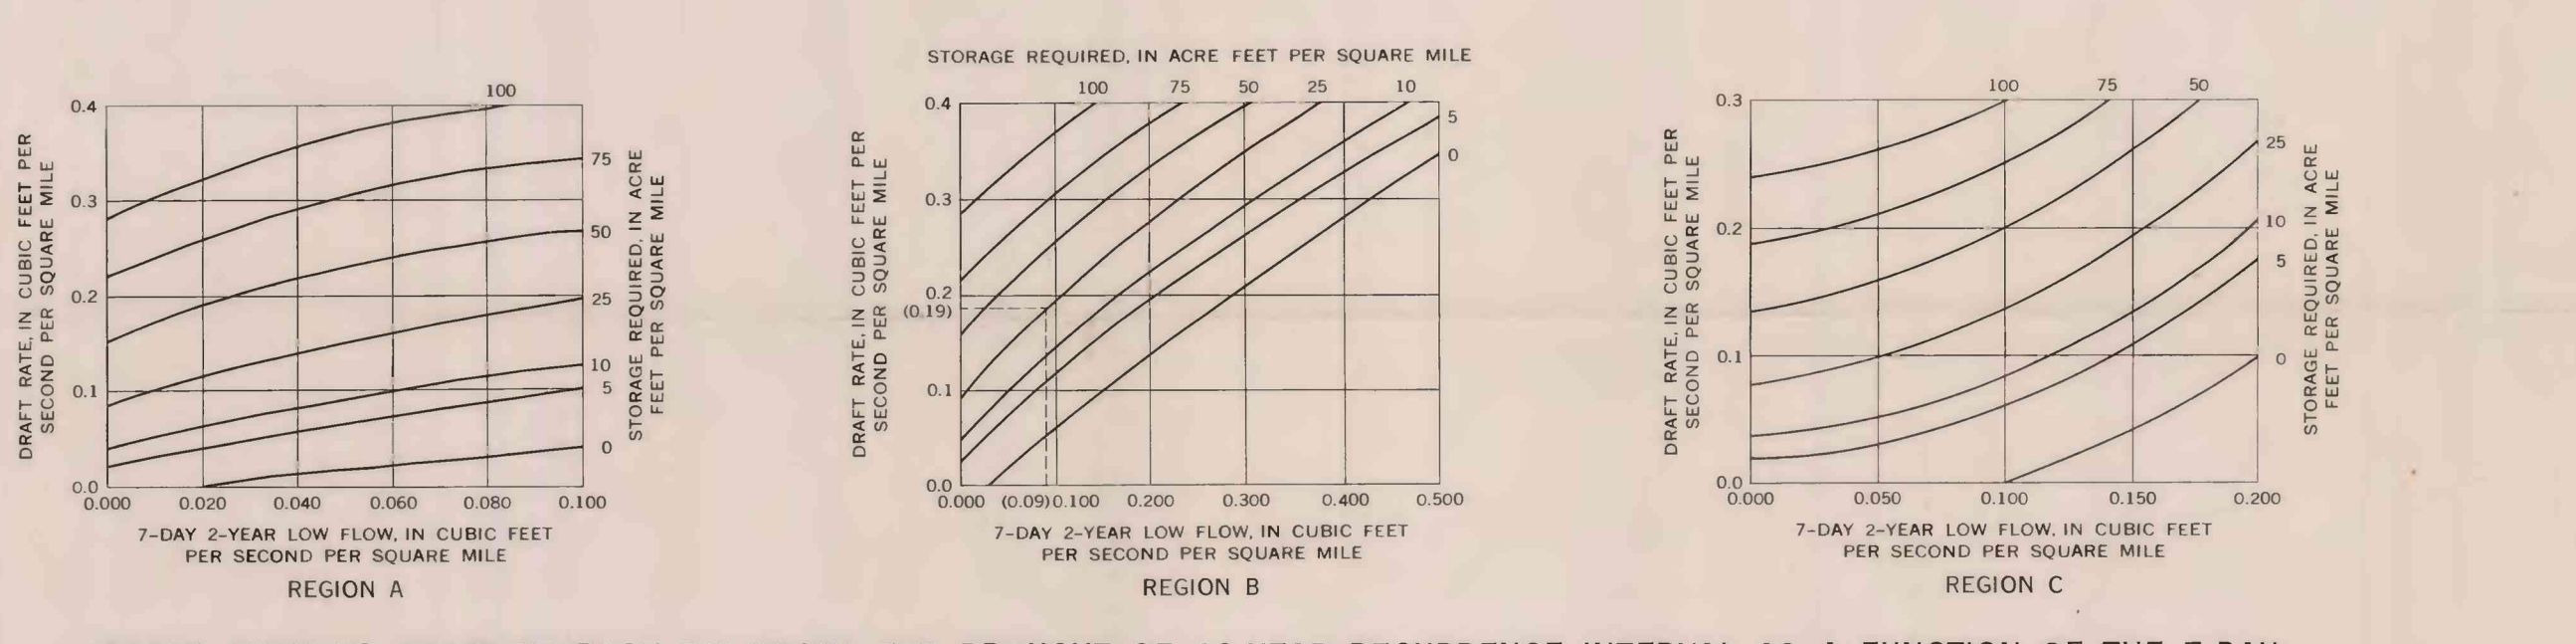 100
0.4
0.3
0.2
0.1
0.0
75
50
25
10
5
0
0.000 0.020 0.040 0.060 0.080 0.100
DRAFT RATE, IN CUBIC FEET PER
SECOND PER SQUARE MILE
STORAGE REQUIRED, IN ACRE
FEET PER SQUARE MILE
7-DAY 2-YEAR LOW FLOW, IN CUBIC FEET
PER SECOND PER SQUARE MILE
REGION A
STORAGE REQUIRED, IN ACRE FEET PER SQUARE MILE
100 75 50 25 10
0.4
0.3
0.2
(0.19)
0.1
0.0
5
0
0.000 (0.09) 0.100 0.200 0.300 0.400 0.500
DRAFT RATE, IN CUBIC FEET PER
SECOND PER SQUARE MILE
7-DAY 2-YEAR LOW FLOW, IN CUBIC FEET
PER SECOND PER SQUARE MILE
REGION B
100 75 50
0.3
0.2
0.1
0.0
25
10
5
0
0.000 0.050 0.100 0.150 0.200
DRAFT RATE, IN CUBIC FEET PER
SECOND PER SQUARE MILE
STORAGE REQUIRED, IN ACRE
FEET PER SQUARE MILE
7-DAY 2-YEAR LOW FLOW, IN CUBIC FEET
PER SECOND PER SQUARE MILE
REGION C